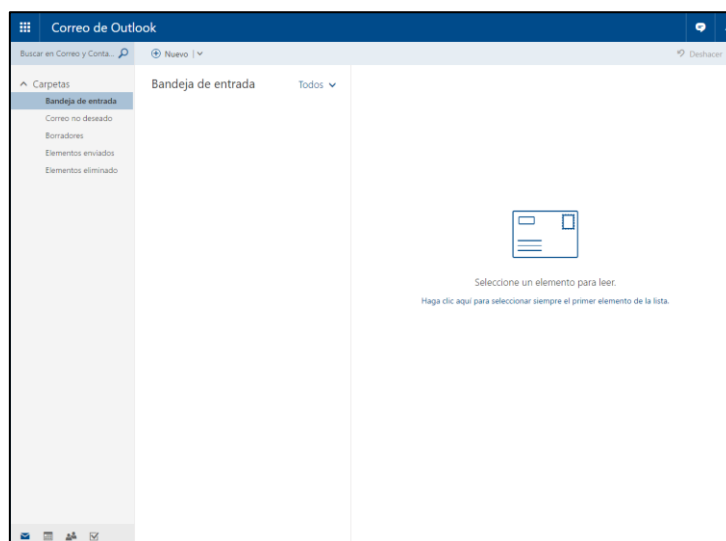 Correo de Outlook
Buscar en Correo y Conta...
Nuevo
Deshacer
Carpetas
Bandeja de entrada
Correo no deseado
Borradores
Elementos enviados
Elementos eliminado
Bandeja de entrada
Todos
Seleccione un elemento para leer.
Haga clic aquí para seleccionar siempre el primer elemento de la lista.